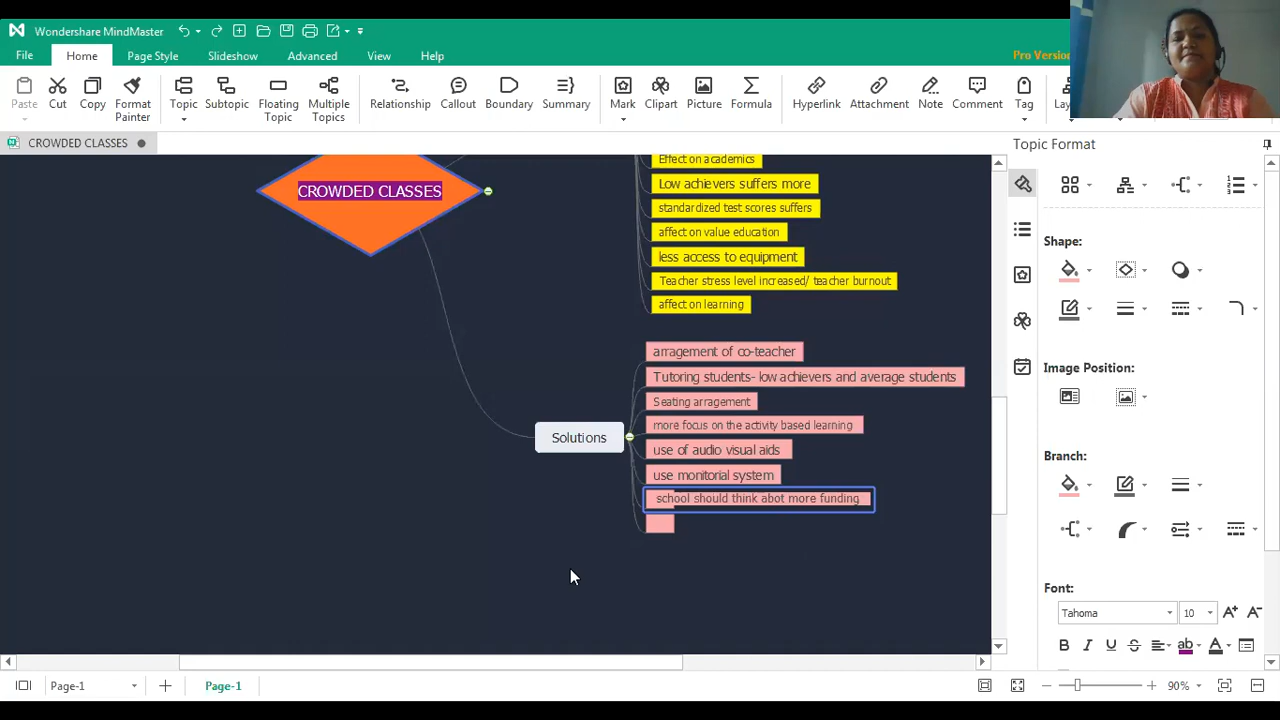 Wondershare MindMaster
File
Home
Page Style
Slideshow
Advanced
View
Help
Pro Version
Paste
Cut
Copy
Format Painter
Topic
Subtopic
Floating Topic
Multiple Topics
Relationship
Callout
Boundary
Summary
Mark
Clipart
Picture
Formula
Hyperlink
Attachment
Note
Comment
Tag
CROWDED CLASSES
Topic Format
CROWDED CLASSES
Effect on academics
Low achievers suffers more
standardized test scores suffers
affect on value education
less access to equipment
Teacher stress level increased/ teacher burnout
affect on learning
Solutions
arragement of co-teacher
Tutoring students- low achievers and average students
Seating arragement
more focus on the activity based learning
use of audio visual aids
use monitorial system
school should think abot more funding
Shape:
Image Position:
Branch:
Font:
Tahoma
10
Page-1
Page-1
90%